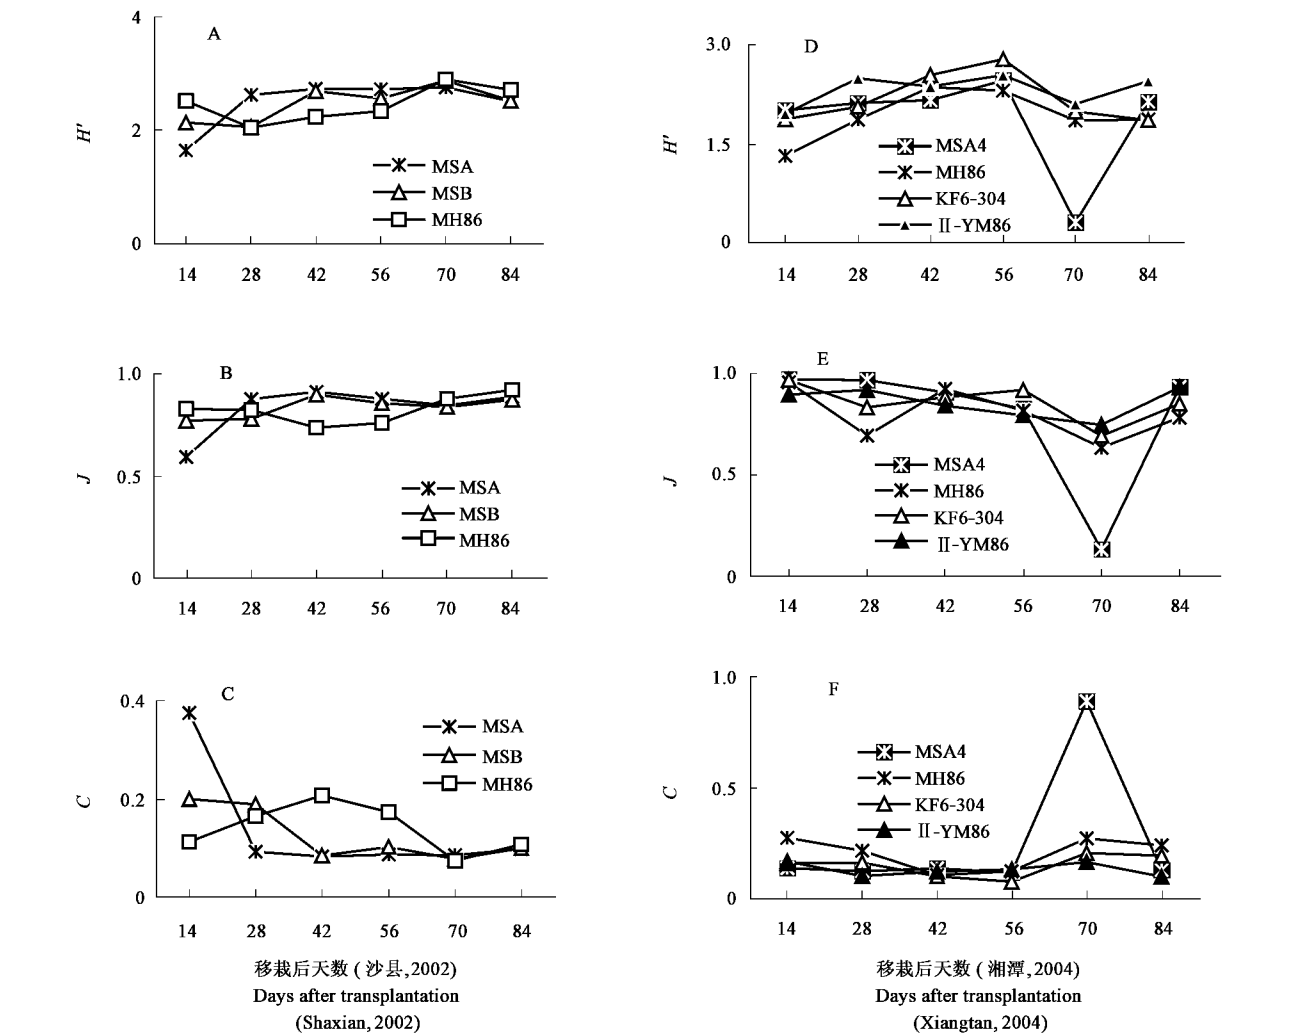 A
H′
4
2
0
MSA
MSB
MH86
14 28 42 56 70 84
D
H′
3.0
1.5
0
MSA4
MH86
KF6-304
Ⅱ-YM86
14 28 42 56 70 84
B
J
1.0
0.5
0
MSA
MSB
MH86
14 28 42 56 70 84
E
J
1.0
0.5
0
MSA4
MH86
KF6-304
Ⅱ-YM86
14 28 42 56 70 84
C
C
0.4
0.2
0
MSA
MSB
MH86
14 28 42 56 70 84
移栽后天数 ( 沙县,2002)
Days after transplantation
(Shaxian, 2002)
F
C
1.0
0.5
0
MSA4
MH86
KF6-304
Ⅱ-YM86
14 28 42 56 70 84
移栽后天数 ( 湘潭,2004)
Days after transplantation
(Xiangtan, 2004)